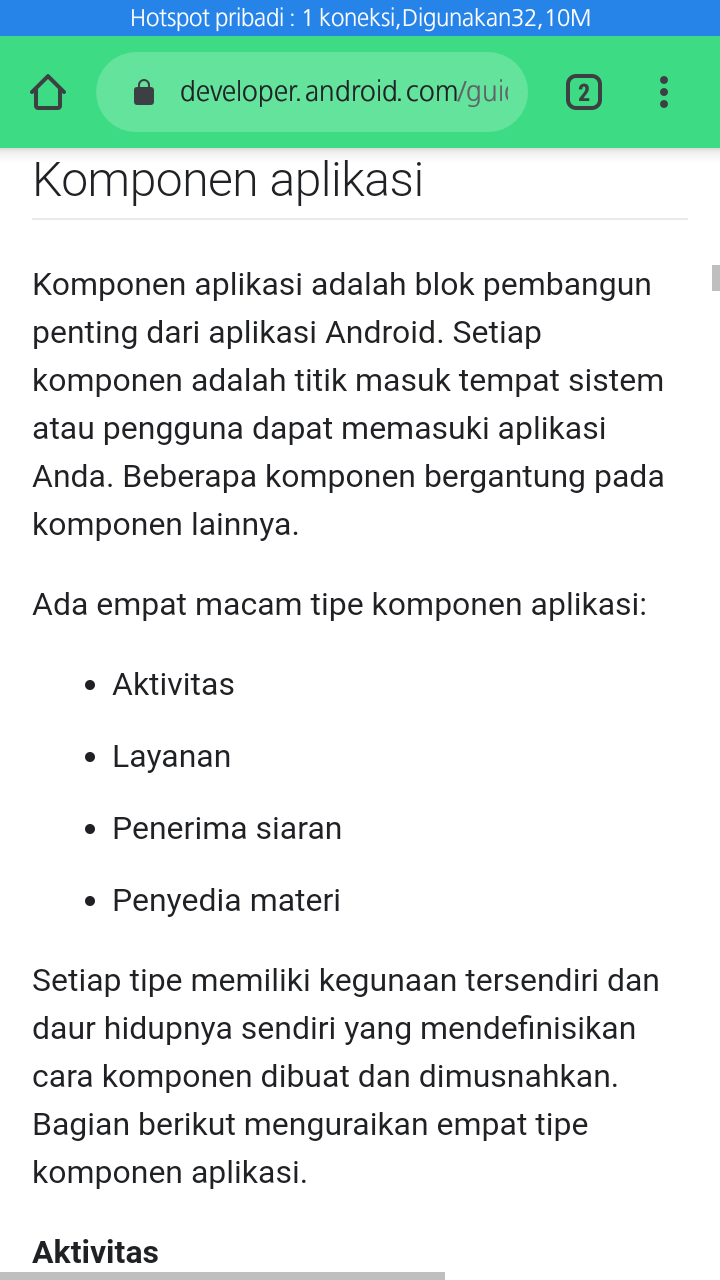 Hotspot pribadi : 1 koneksi,Digunakan32,10M
developer.android.com/gui
2
Komponen aplikasi
Komponen aplikasi adalah blok pembangun
penting dari aplikasi Android. Setiap
komponen adalah titik masuk tempat sistem
atau pengguna dapat memasuki aplikasi
Anda. Beberapa komponen bergantung pada
komponen lainnya.
Ada empat macam tipe komponen aplikasi:
• Aktivitas
• Layanan
• Penerima siaran
• Penyedia materi
Setiap tipe memiliki kegunaan tersendiri dan
daur hidupnya sendiri yang mendefinisikan
cara komponen dibuat dan dimusnahkan.
Bagian berikut menguraikan empat tipe
komponen aplikasi.
Aktivitas